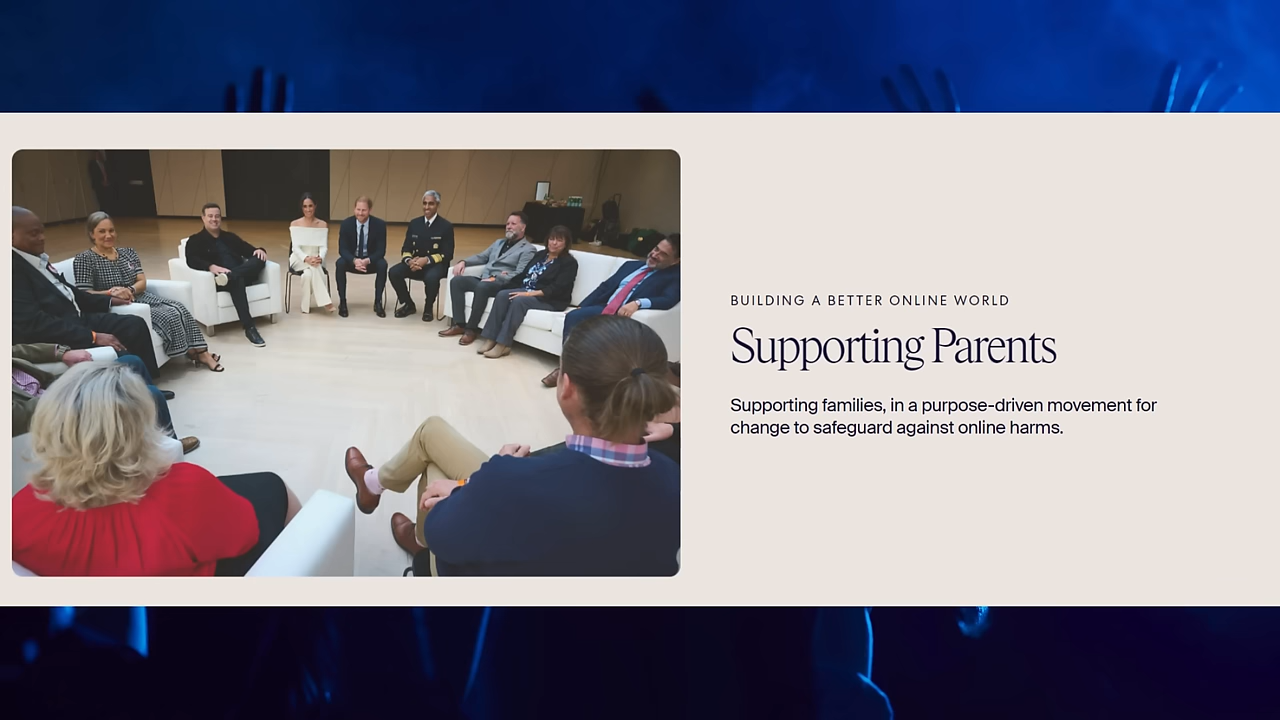 BUILDING A BETTER ONLINE WORLD
Supporting Parents
Supporting families, in a purpose-driven movement for
change to safeguard against online harms.